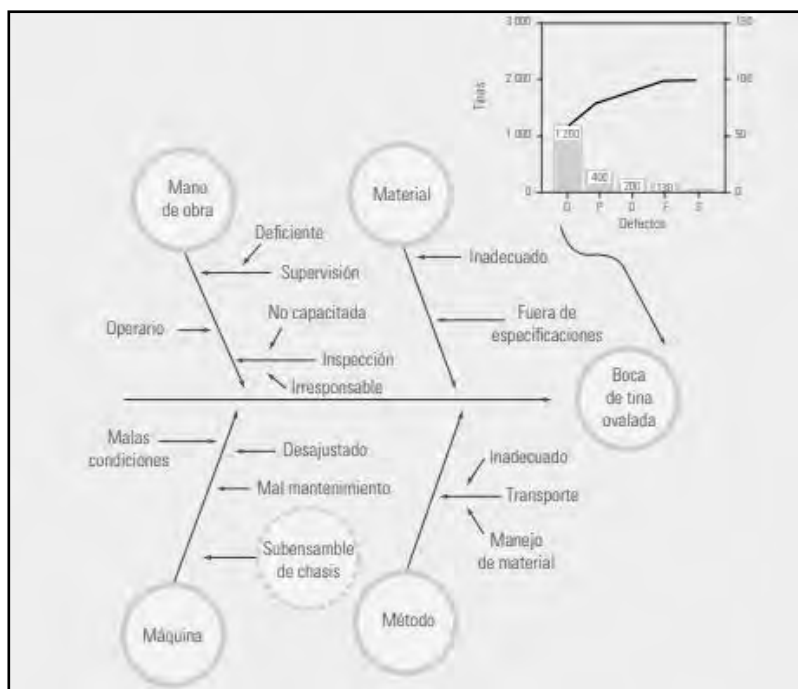 3 000
150
2 000
100
Tinas
1 000
50
1 200
400
200
130
0
0
O
P
D
F
S
Defectos
Mano
de obra
Material
Deficiente
Supervisión
Inadecuado
Operario
No capacitada
Fuera de
especificaciones
Inspección
Irresponsable
Boca
de tina
ovalada
Malas
condiciones
Desajustado
Mal mantenimiento
Inadecuado
Transporte
Subensamble
de chasis
Manejo
de material
Máquina
Método